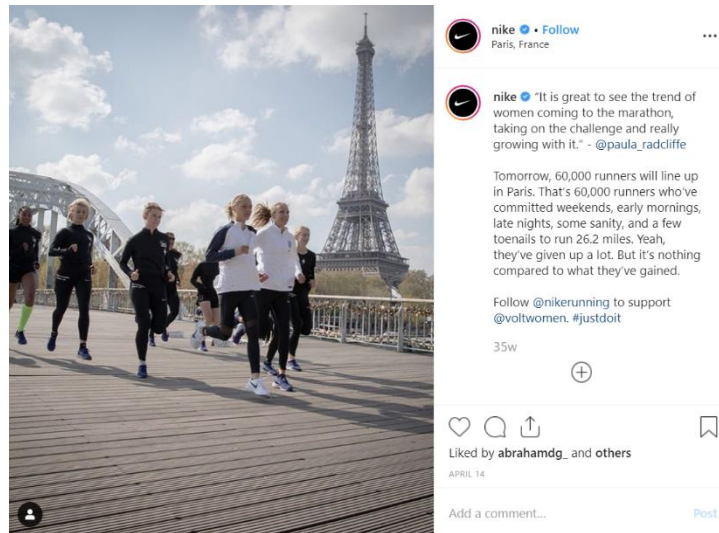 nike • Follow
Paris, France
nike "It is great to see the trend of
women coming to the marathon,
taking on the challenge and really
growing with it." - @paula_radcliffe
Tomorrow, 60,000 runners will line up
in Paris. That's 60,000 runners who've
committed weekends, early mornings,
late nights, some sanity, and a few
toenails to run 26.2 miles. Yeah,
they've given up a lot. But it's nothing
compared to what they've gained.
Follow @nikerunning to support
@voltwomen. #justdoit
35w
Liked by abrahamdg_ and others
APRIL 14
Add a comment...
Post